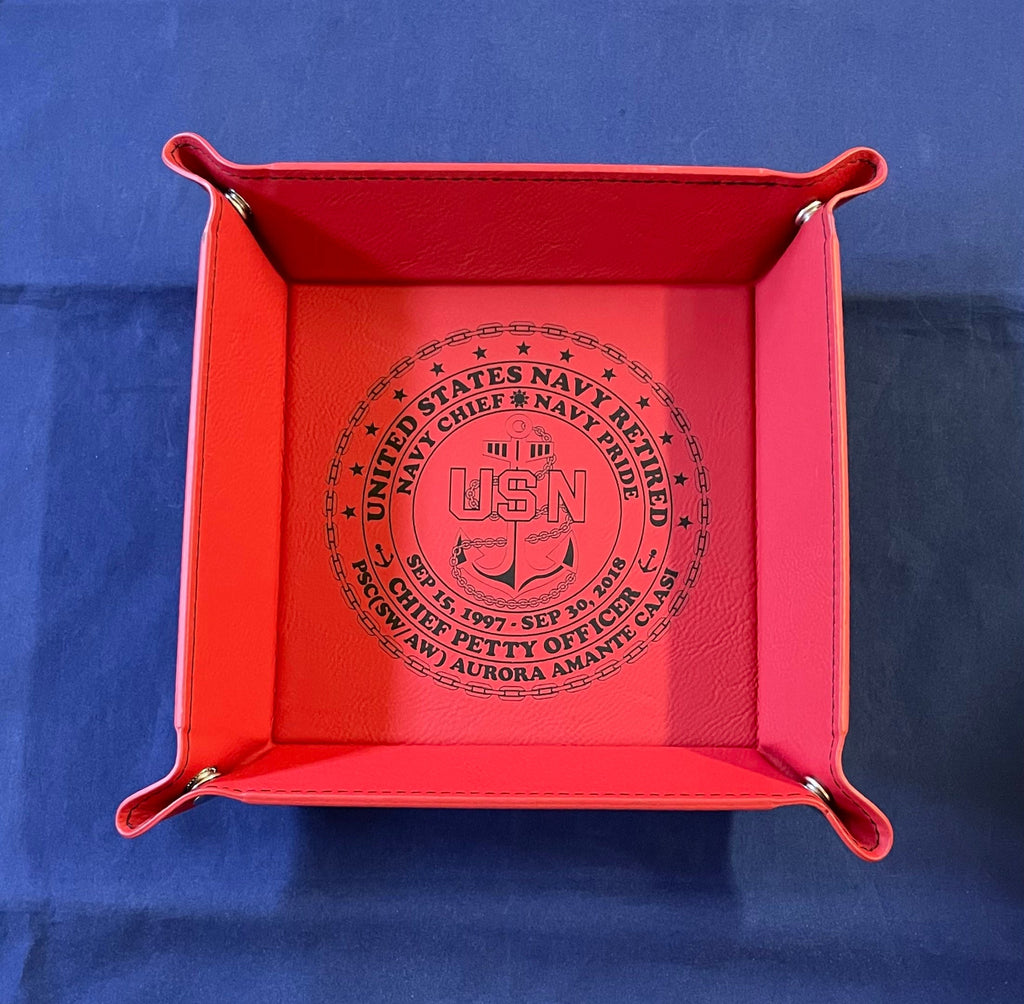 UNITED STATES NAVY RETIRED
NAVY CHIEF NAVY PRIDE
USN
SEP 15, 1997 - SEP 30, 2018
CHIEF PETTY OFFICER
PSC(SW/AW) AURORA AMANTE CAASI